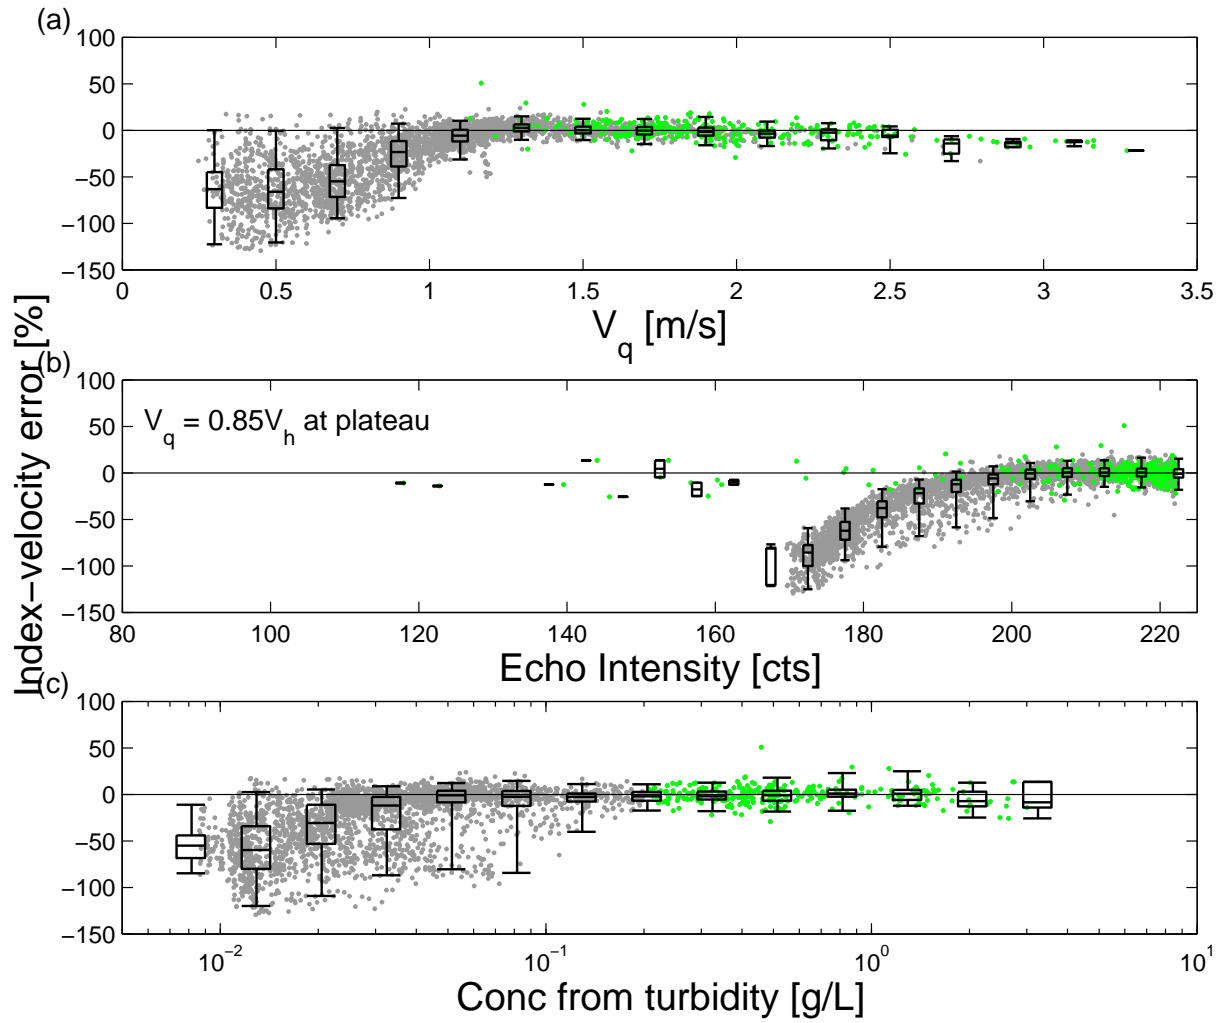 (a)
100
50
0
−50
−100
−150
0 0.5 1 1.5 2 2.5 3 3.5
V_q [m/s]
Index−velocity error [%]
(b)
100
50
0
−50
−100
−150
V_q = 0.85V_h at plateau
80 100 120 140 160 180 200 220
Echo Intensity [cts]
(c)
100
50
0
−50
−100
−150
10^−2 10^−1 10^0 10^1
Conc from turbidity [g/L]